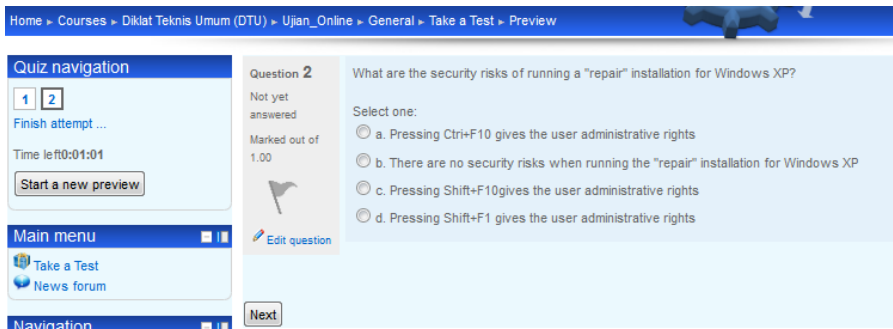 Home ► Courses ► Diklat Teknis Umum (DTU) ► Ujian_Online ► General ► Take a Test ► Preview
Quiz navigation
1 2
Finish attempt ...
Time left0:01:01
Start a new preview
Main menu
Take a Test
News forum
Navigation
Question 2
Not yet
answered
Marked out of
1.00
Edit question
What are the security risks of running a "repair" installation for Windows XP?
Select one:
a. Pressing Ctrl+F10 gives the user administrative rights
b. There are no security risks when running the "repair" installation for Windows XP
c. Pressing Shift+F10gives the user administrative rights
d. Pressing Shift+F1 gives the user administrative rights
Next